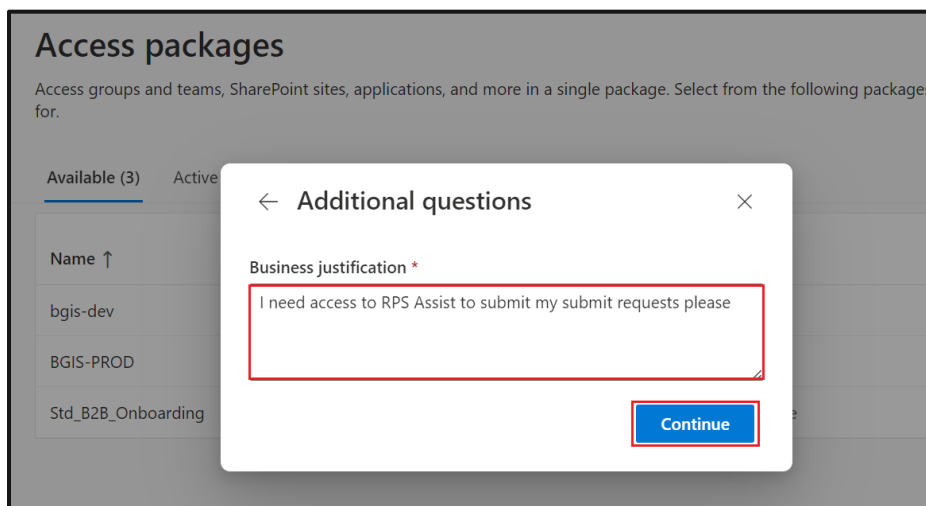 Access packages
Access groups and teams, SharePoint sites, applications, and more in a single package. Select from the following packages
for.
Available (3) Active
← Additional questions
Name ↑
Business justification *
I need access to RPS Assist to submit my submit requests please
bgis-dev
BGIS-PROD
Std_B2B_Onboarding
Continue